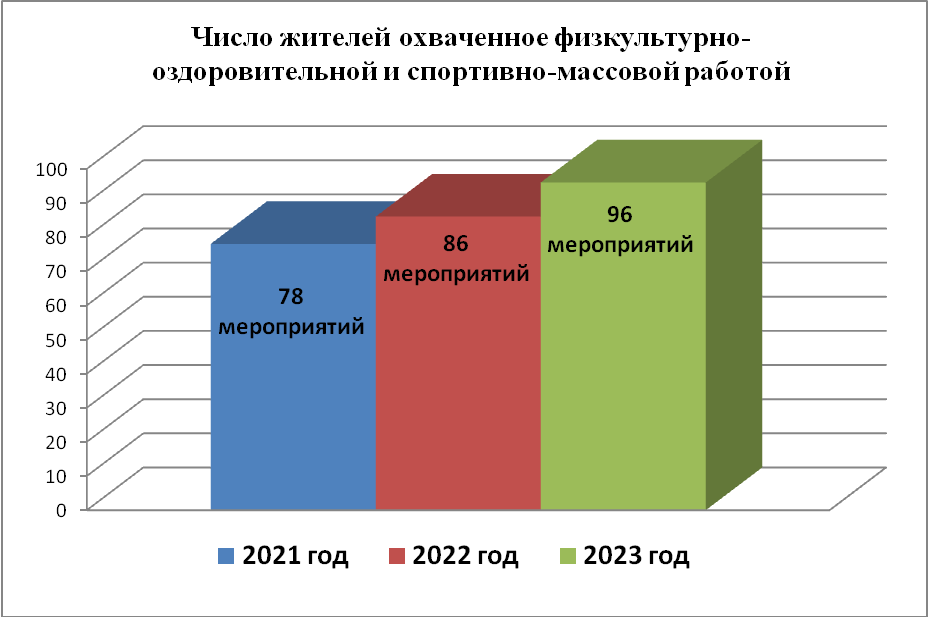 Число жителей охваченное физкультурно-
оздоровительной и спортивно-массовой работой
100
90
80
70
60
50
40
30
20
10
0
78
мероприятий
86
мероприятий
96
мероприятий
2021 год
2022 год
2023 год